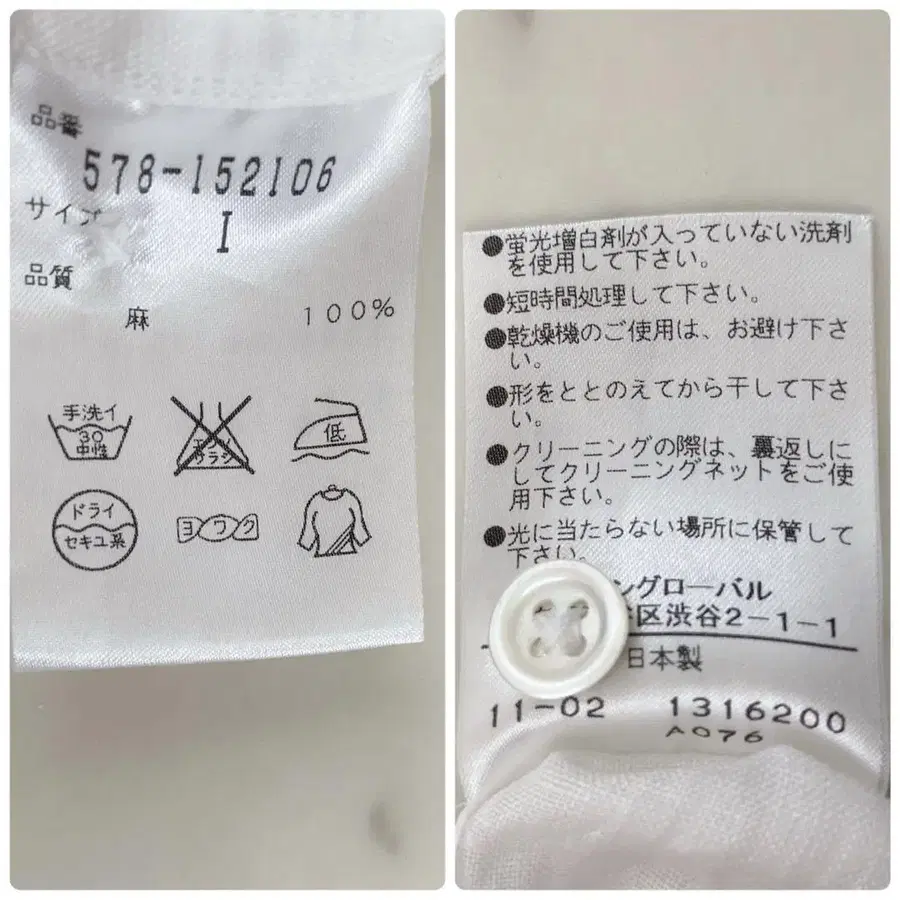 品番
578-152106
サイズ
I
品質
麻 100%
手洗イ
30
中性
エンソ
サラシ
低
ドライ
セキユ系
ヨワク
●蛍光増白剤が入っていない洗剤
を使用して下さい。
●短時間処理して下さい。
●乾燥機のご使用は、お避け下さ
い。
●形をととのえてから干して下さ
い。
●クリーニングの際は、裏返しに
してクリーニングネットをご使
用下さい。
●光に当たらない場所に保管して
下さい。
ングローバル
区渋谷2-1-1
日本製
11-02 1316200
A076